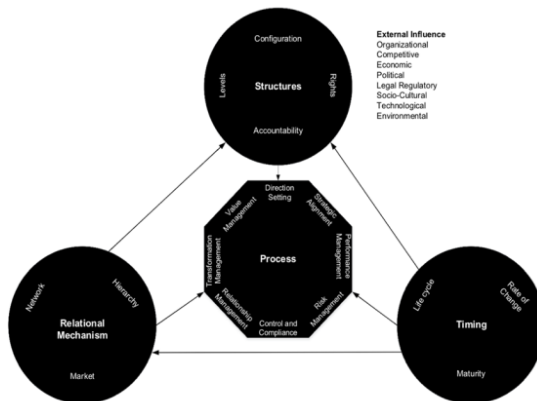 Configuration
Levels
Structures
Rights
Accountability
External Influence
Organizational
Competitive
Economic
Political
Legal Regulatory
Socio-Cultural
Technological
Environmental
Direction
Setting
Strategic
Alignment
Performance
Management
Risk
Management
Control and
Compliance
Relationship
Management
Transformation
Management
Value
Management
Process
Network
Hierarchy
Relational
Mechanism
Market
Life cycle
Rate of
Change
Timing
Maturity